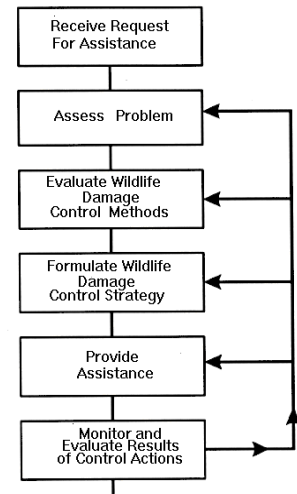 Receive Request
For Assistance
Assess Problem
Evaluate Wildlife
Damage
Control Methods
Formulate Wildlife
Damage
Control Strategy
Provide
Assistance
Monitor and
Evaluate Results
of Control Actions